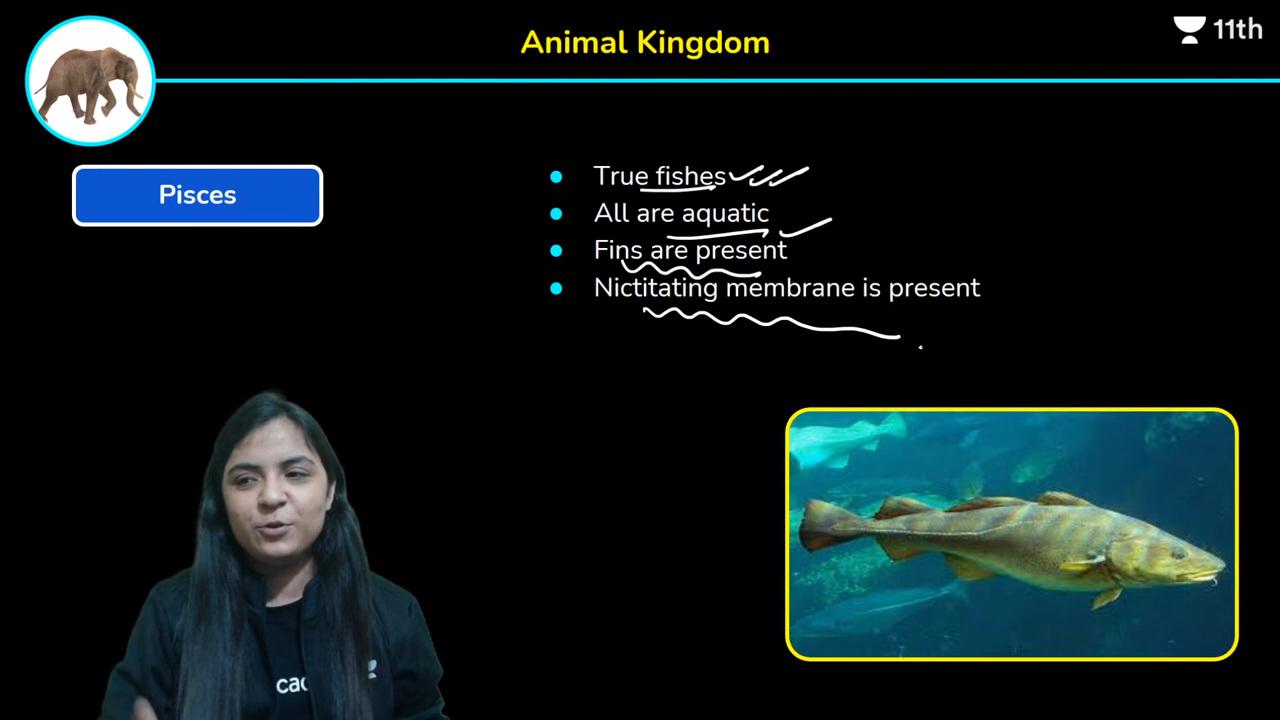 Animal Kingdom
11th
Pisces
True fishes
All are aquatic
Fins are present
Nictitating membrane is present